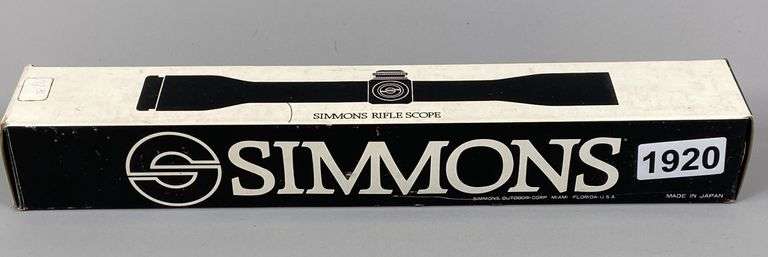 SIMMONS RIFLE SCOPE
SIMMONS
1920
SIMMONS OUTDOOR CORP. MIAMI FLORIDA U.S.A.
MADE IN JAPAN